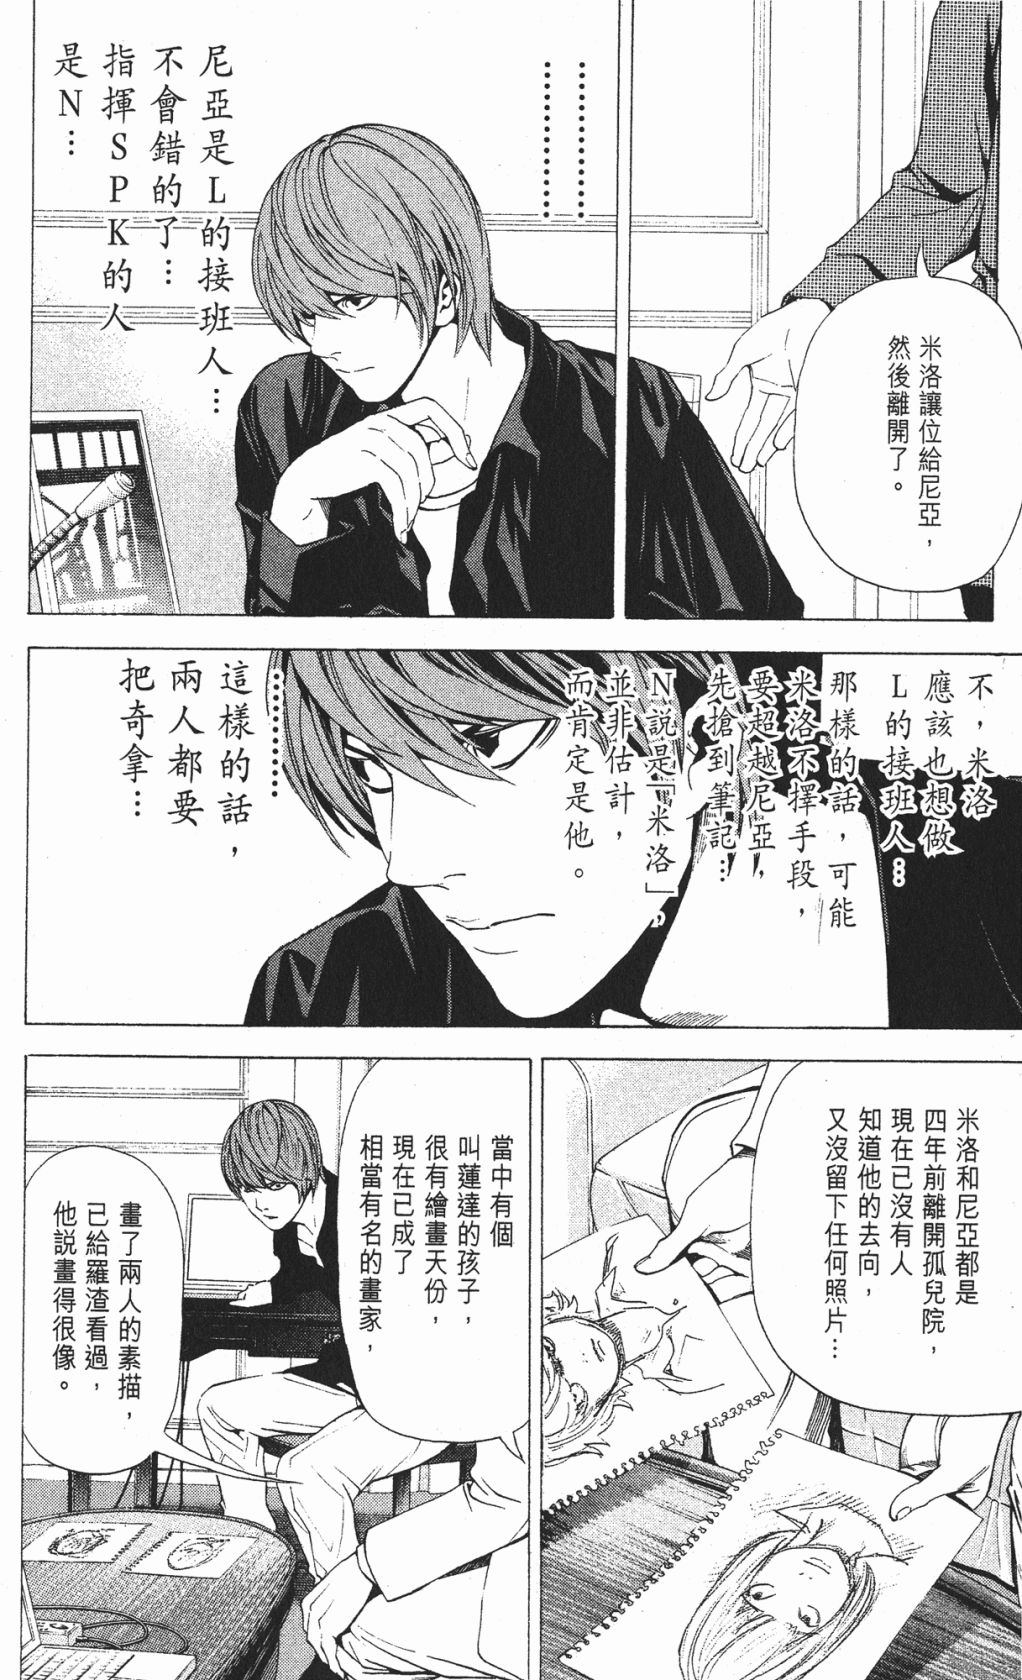 米洛讓位給尼亞，
然後離開了。
…………
…………
尼亞是L的接班人…
不會錯的了…
指揮SPK的人
是N…
不，米洛
應該也想做
L的接班人…
那樣的話，可能
米洛不擇手段，
要超越尼亞，
先搶到筆記…
N說是「米洛」，
並非估計，
而肯定是他。
…………
這樣的話，
兩人都要
把奇拿…
米洛和尼亞都是
四年前離開孤兒院，
現在已沒有人
知道他的去向，
又沒留下任何照片…
當中有個
叫蓮達的孩子，
很有繪畫天份，
現在已成了
相當有名的畫家，
畫了兩人的素描，
已給羅渣看過，
他說畫得很像。